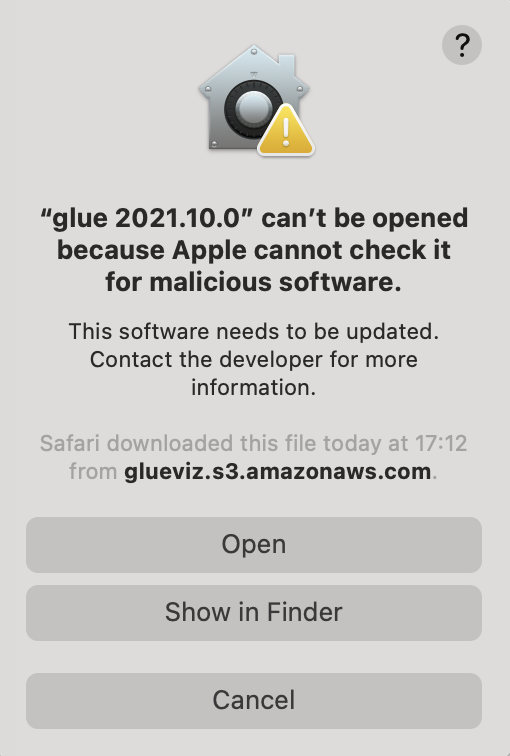 ?
“glue 2021.10.0” can’t be opened
because Apple cannot check it
for malicious software.
This software needs to be updated.
Contact the developer for more
information.
Safari downloaded this file today at 17:12
from glueviz.s3.amazonaws.com.
Open
Show in Finder
Cancel